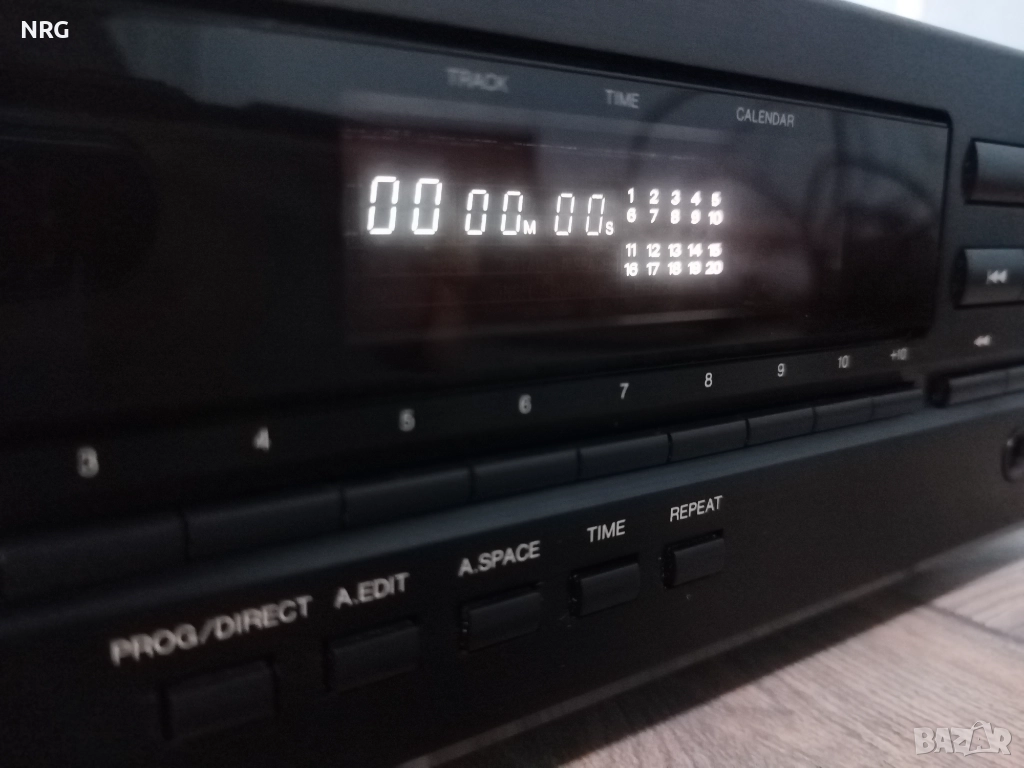 NRG
TRACK TIME CALENDAR
00 00M 00S
1 2 3 4 5
6 7 8 9 10
11 12 13 14 15
16 17 18 19 20
3 4 5 6 7 8 9 10 +10
PROG/DIRECT A.EDIT A.SPACE TIME REPEAT
BAZAR